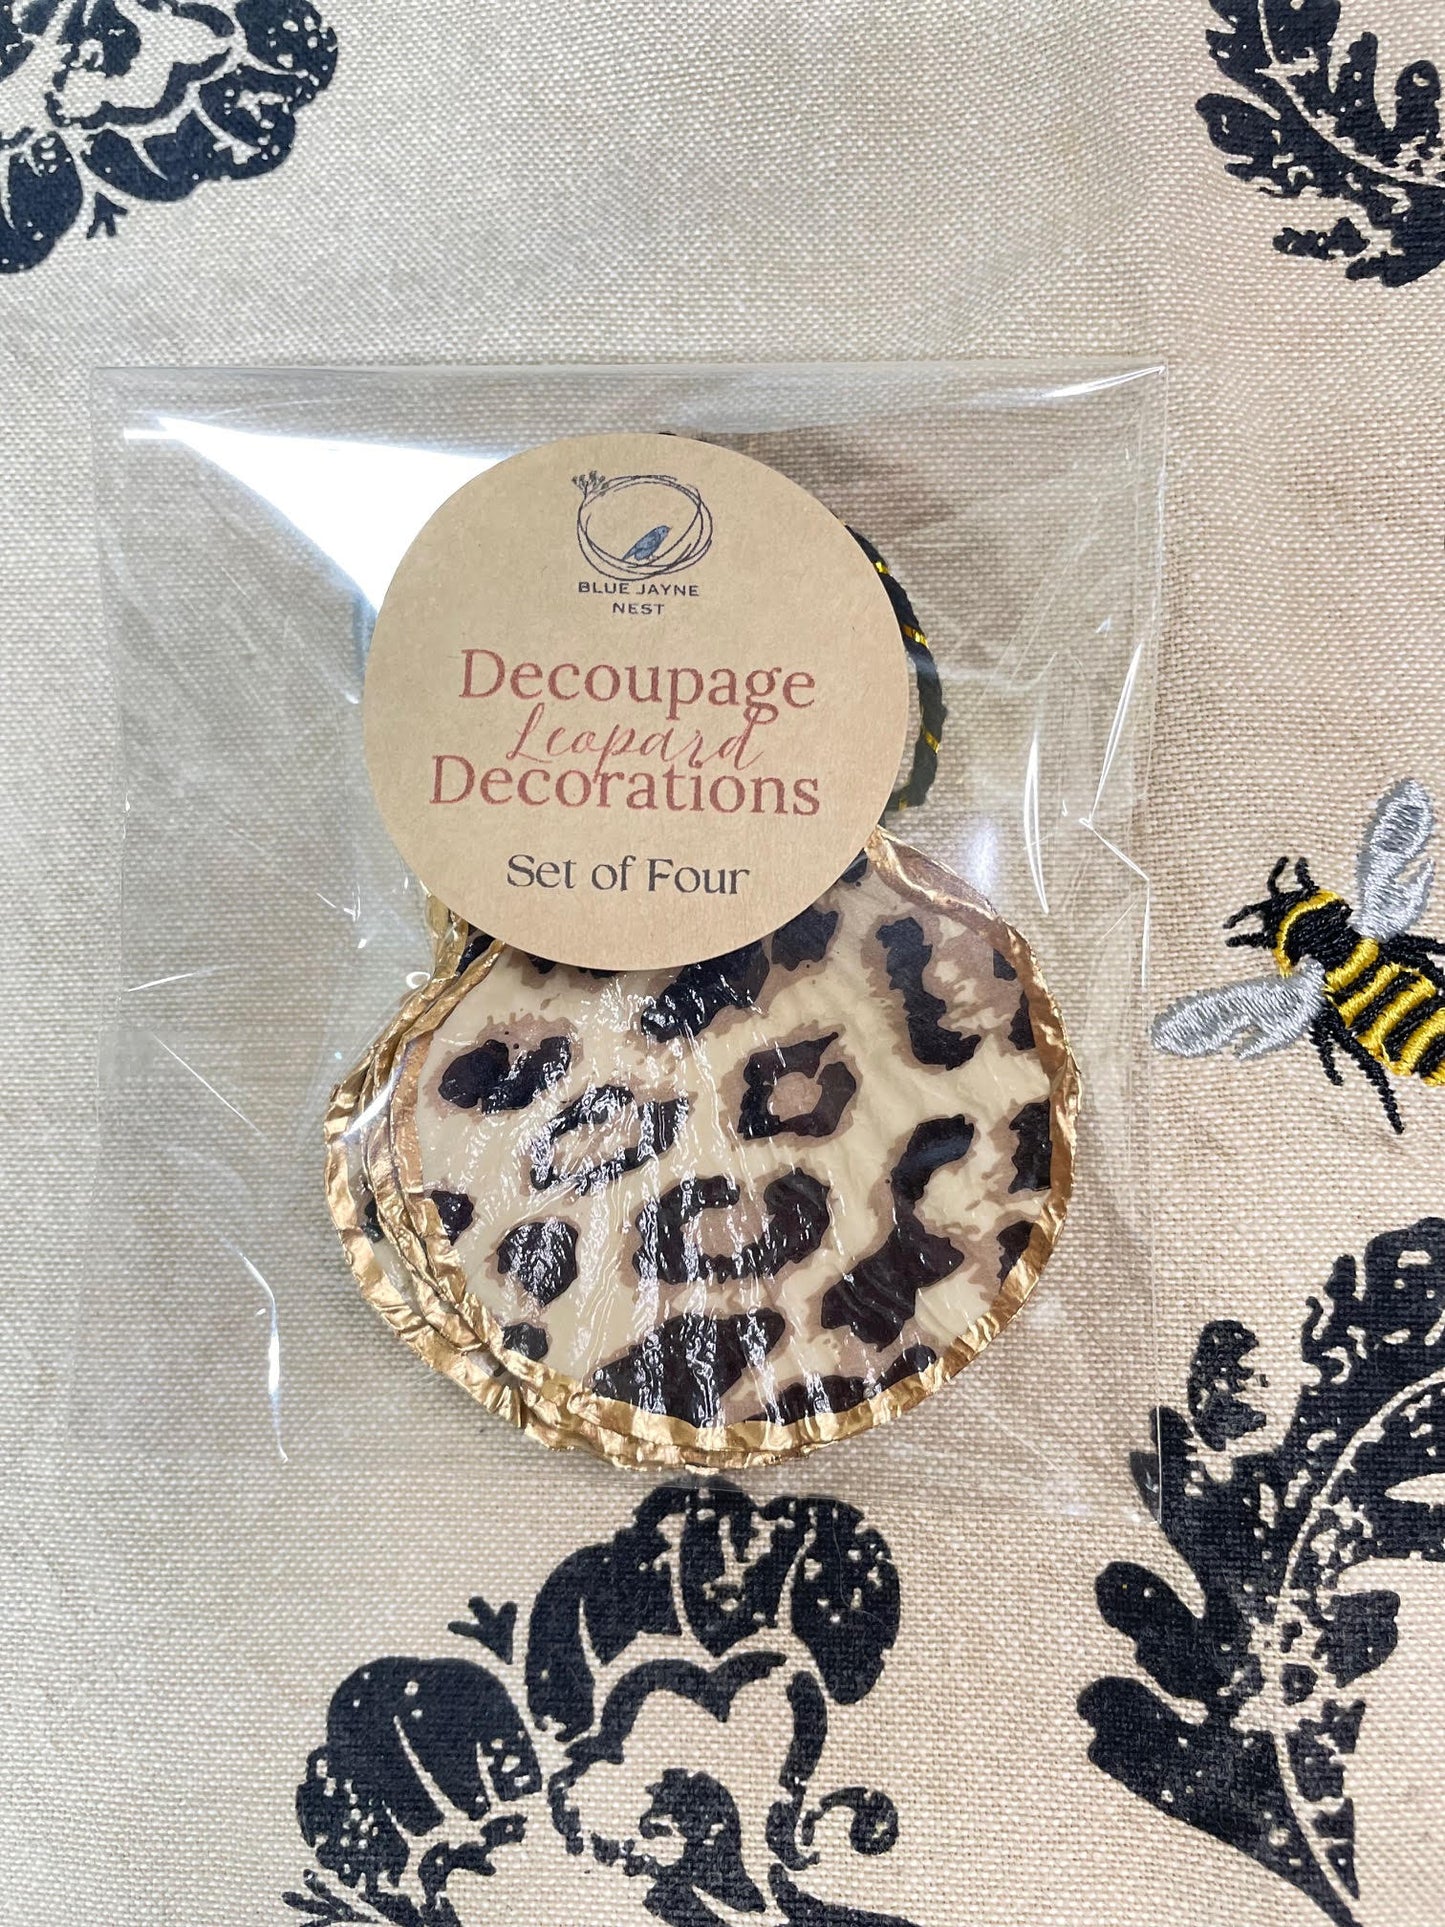 BLUE JAYNE
NEST
Decoupage
Leopard
Decorations
Set of Four